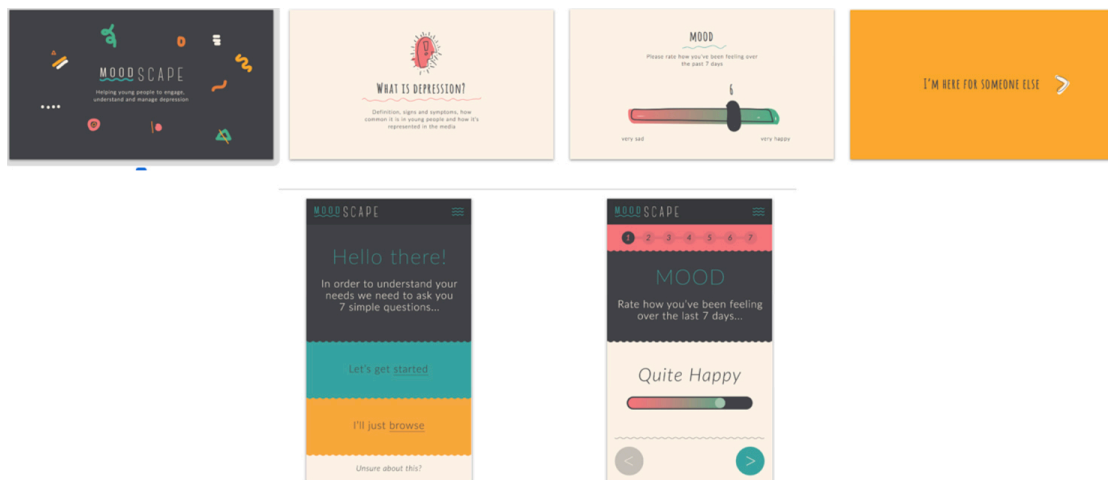 MOODSCAPE
Helping young people to engage,
understand and manage depression
WHAT IS DEPRESSION?
Definition, signs and symptoms, how
common it is in young people and how it's
represented in the media
MOOD
Please rate how you've been feeling over
the past 7 days
6
very sad
very happy
I'M HERE FOR SOMEONE ELSE
MOODSCAPE
Hello there!
In order to understand your
needs we need to ask you
7 simple questions...
Let's get started
I'll just browse
Unsure about this?
MOODSCAPE
1 2 3 4 5 6 7
MOOD
Rate how you've been feeling
over the last 7 days...
Quite Happy
< >